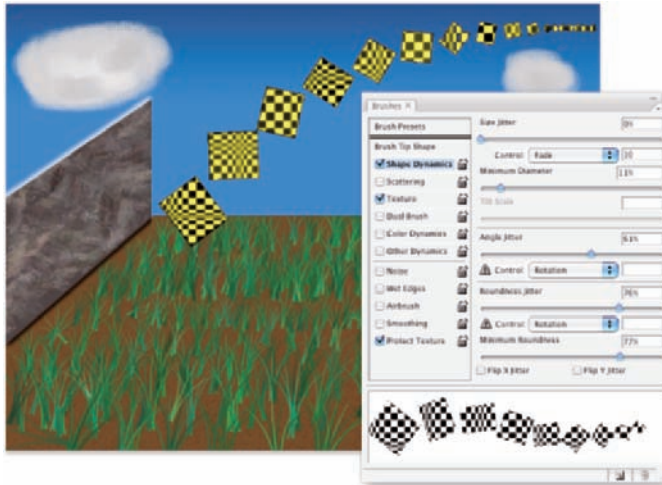 Brushes ×
Brush Presets
Brush Tip Shape
Shape Dynamics
Scattering
Texture
Dual Brush
Color Dynamics
Other Dynamics
Noise
Wet Edges
Airbrush
Smoothing
Protect Texture
Size Jitter 0%
Control: Fade 10
Minimum Diameter
Tilt Scale
Angle Jitter
Control: Rotation
Roundness Jitter
Control: Rotation
Minimum Roundness 77%
Flip X Jitter Flip Y Jitter